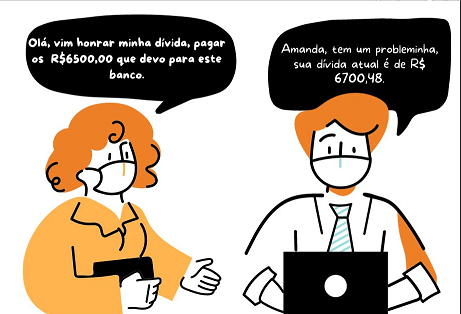 Olá, vim honrar minha dívida, pagar
os R$6500,00 que devo para este
banco.
Amanda, tem um probleminha,
sua dívida atual é de R$
6700,48.